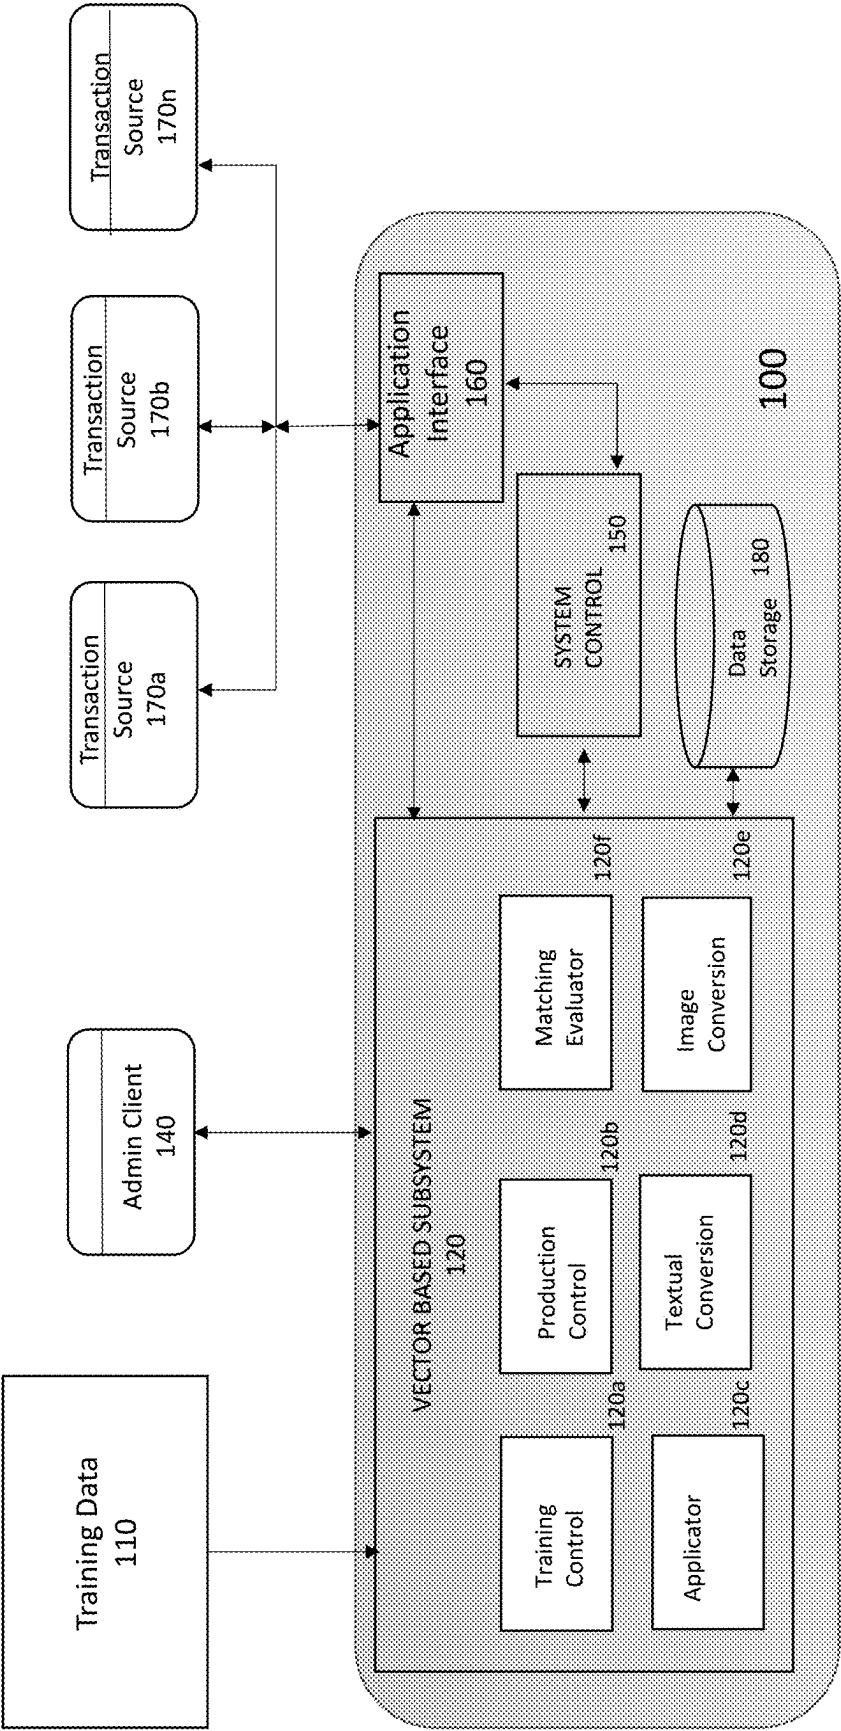 Training Data
110
Admin Client
140
Transaction
Source
170a
Transaction
Source
170b
Transaction
Source
170n
VECTOR BASED SUBSYSTEM
120
Application
Interface
160
Training
Control
120a
Production
Control
120b
Matching
Evaluator
120f
SYSTEM
CONTROL
150
Applicator
120c
Textual
Conversion
120d
Image
Conversion
120e
Data
Storage
180
100